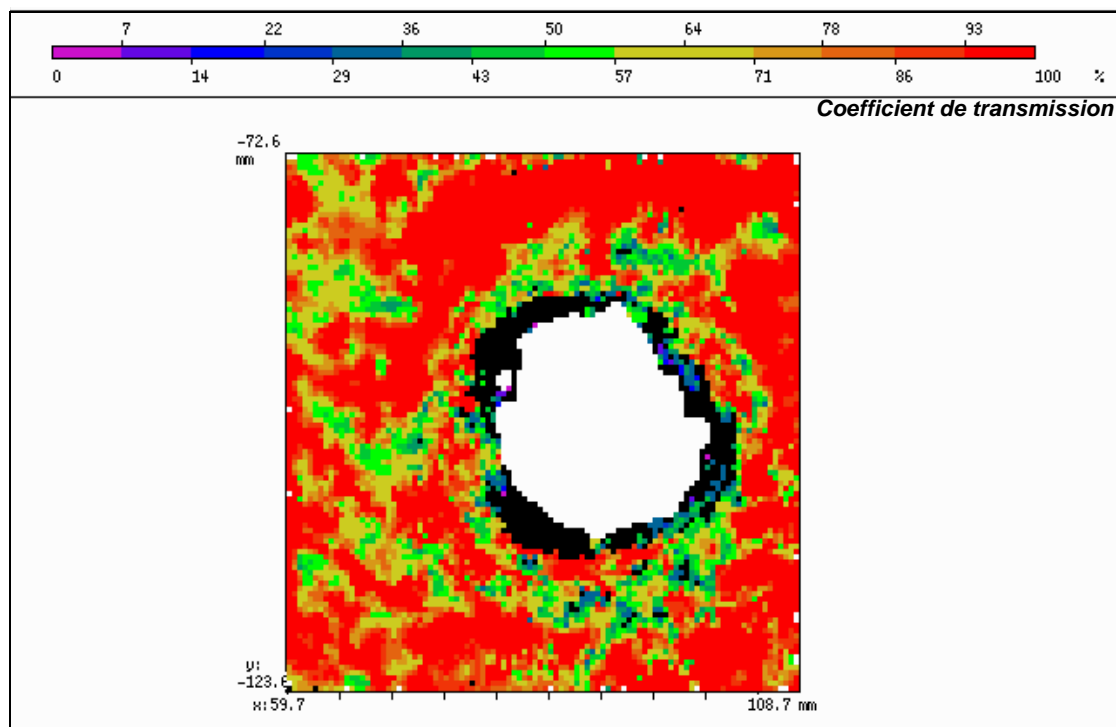 7 22 36 50 64 78 93
0 14 29 43 57 71 86 100 %
Coefficient de transmission
-72.6
mm
y:
-123.6
x:59.7 108.7 mm